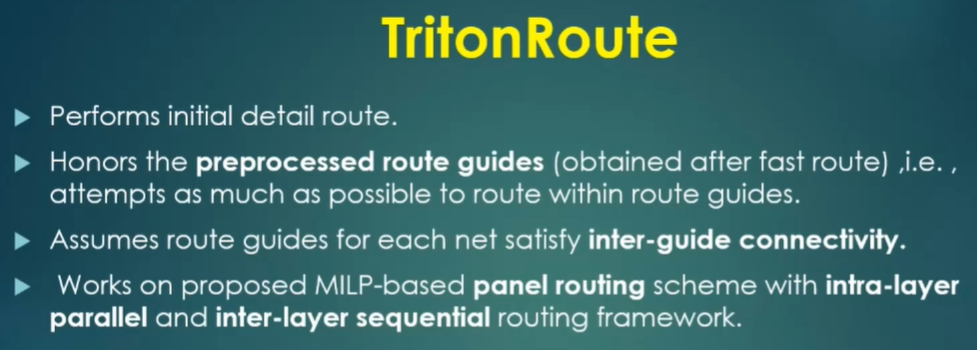 TritonRoute
Performs initial detail route.
Honors the preprocessed route guides (obtained after fast route) ,i.e. ,
attempts as much as possible to route within route guides.
Assumes route guides for each net satisfy inter-guide connectivity.
Works on proposed MILP-based panel routing scheme with intra-layer
parallel and inter-layer sequential routing framework.